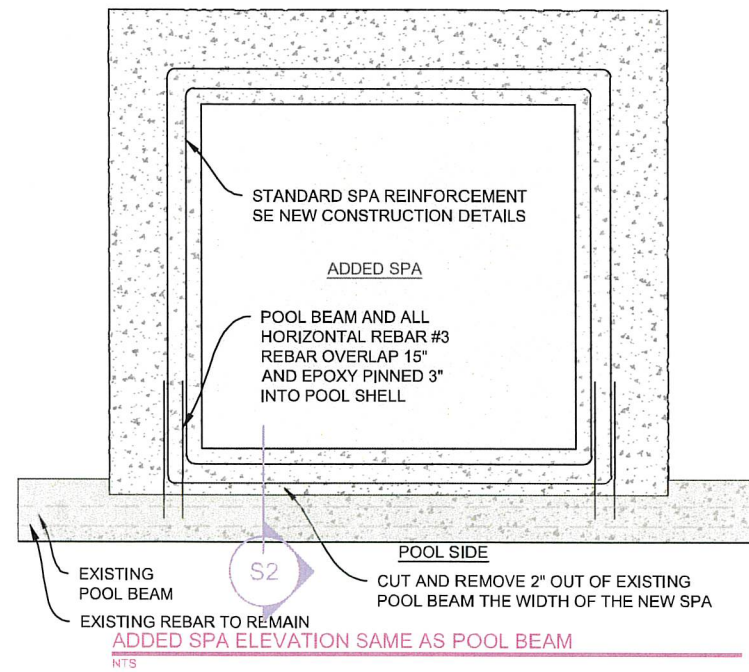 STANDARD SPA REINFORCEMENT
SE NEW CONSTRUCTION DETAILS
ADDED SPA
POOL BEAM AND ALL
HORIZONTAL REBAR #3
REBAR OVERLAP 15"
AND EPOXY PINNED 3"
INTO POOL SHELL
POOL SIDE
S2
EXISTING
POOL BEAM
CUT AND REMOVE 2" OUT OF EXISTING
POOL BEAM THE WIDTH OF THE NEW SPA
EXISTING REBAR TO REMAIN
ADDED SPA ELEVATION SAME AS POOL BEAM
NTS